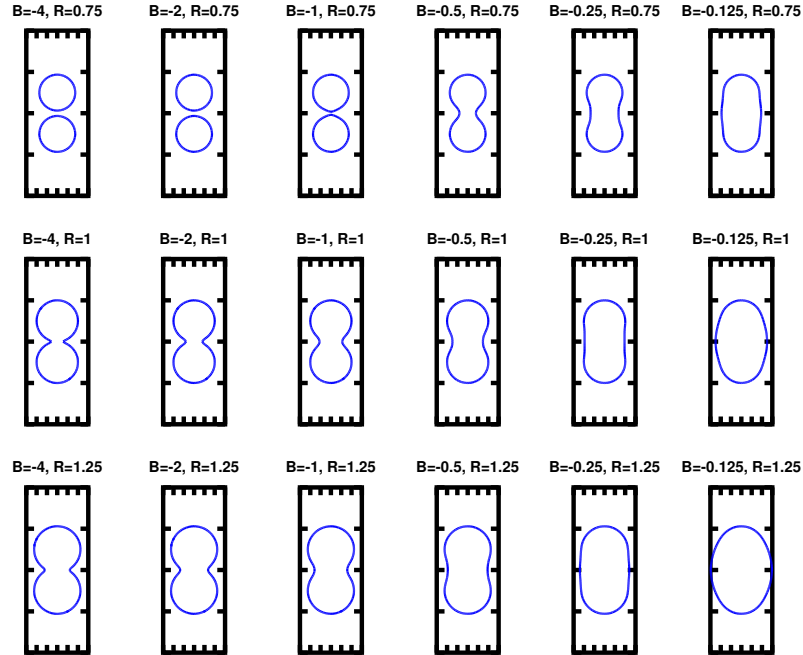 B=-4, R=0.75 B=-2, R=0.75 B=-1, R=0.75 B=-0.5, R=0.75 B=-0.25, R=0.75 B=-0.125, R=0.75
B=-4, R=1 B=-2, R=1 B=-1, R=1 B=-0.5, R=1 B=-0.25, R=1 B=-0.125, R=1
B=-4, R=1.25 B=-2, R=1.25 B=-1, R=1.25 B=-0.5, R=1.25 B=-0.25, R=1.25 B=-0.125, R=1.25